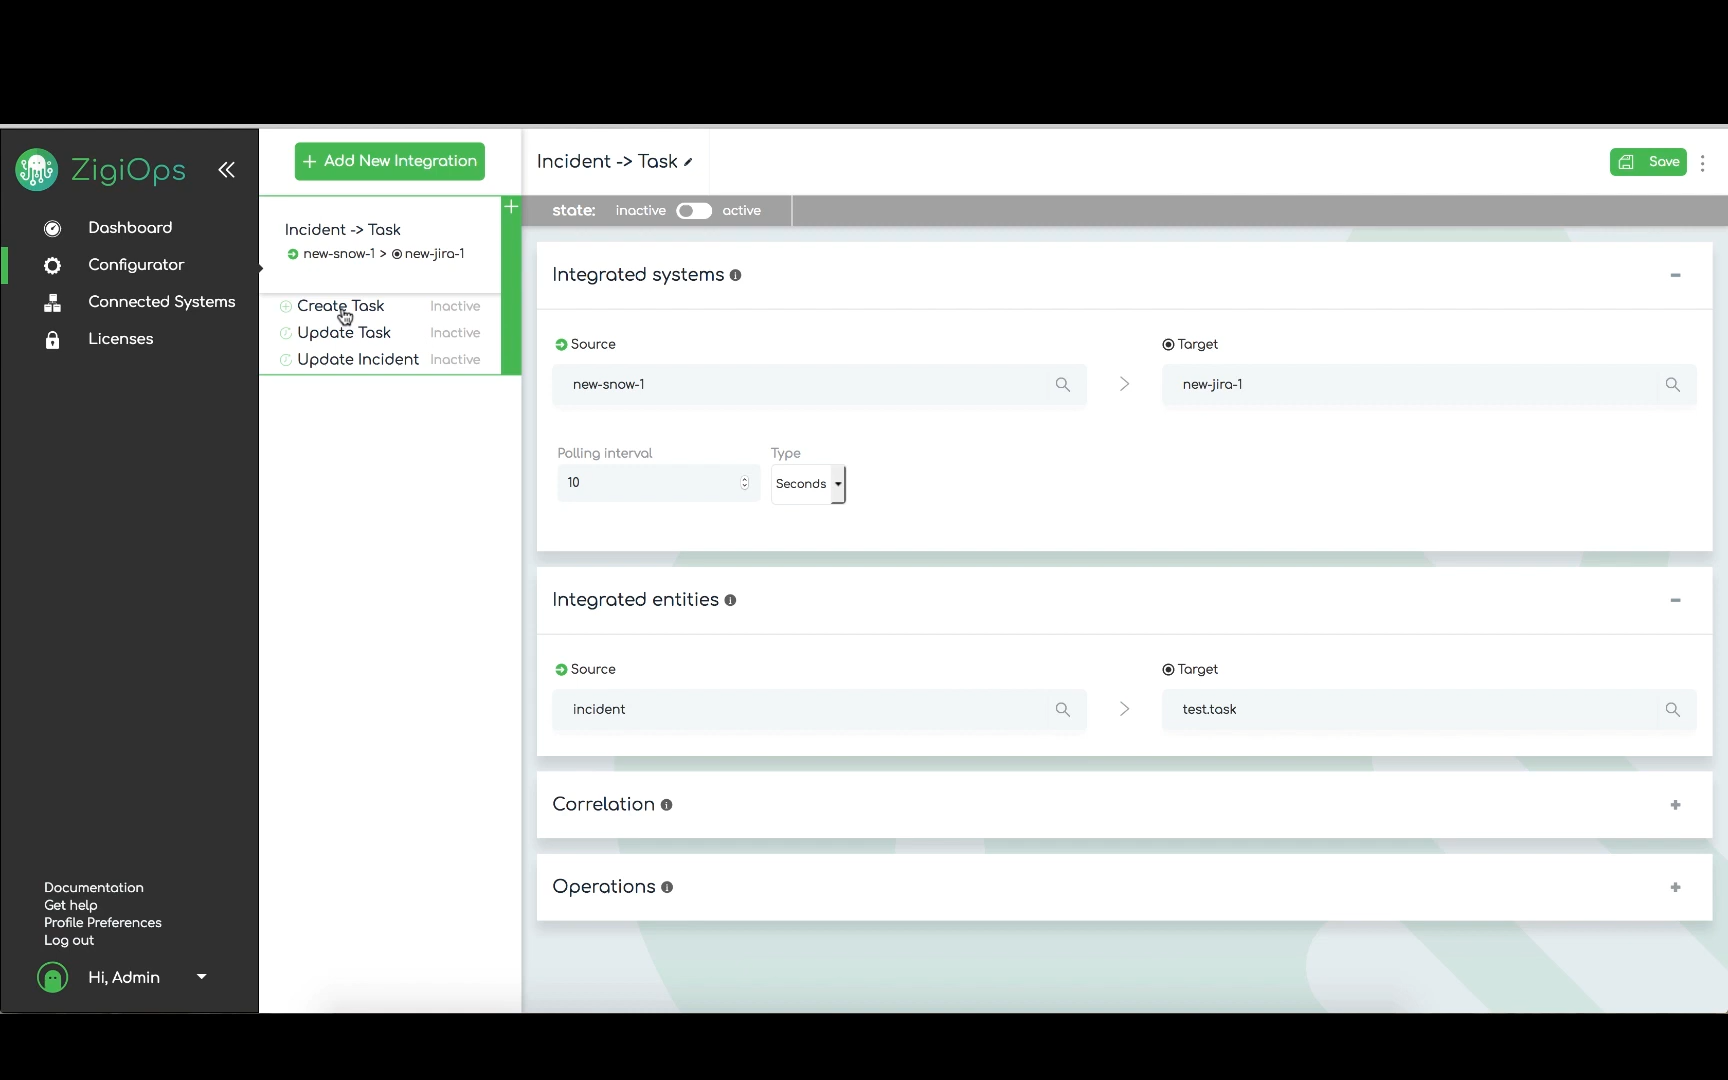 ZigiOps
Dashboard
Configurator
Connected Systems
Licenses
Documentation
Get help
Profile Preferences
Log out
Hi, Admin
+ Add New Integration
Incident -> Task
new-snow-1 > new-jira-1
Create Task Inactive
Update Task Inactive
Update Incident Inactive
Incident -> Task
Save
state: inactive active
Integrated systems
Source
Target
new-snow-1
new-jira-1
Polling interval
Type
10
Seconds
Integrated entities
Source
Target
incident
test.task
Correlation
Operations